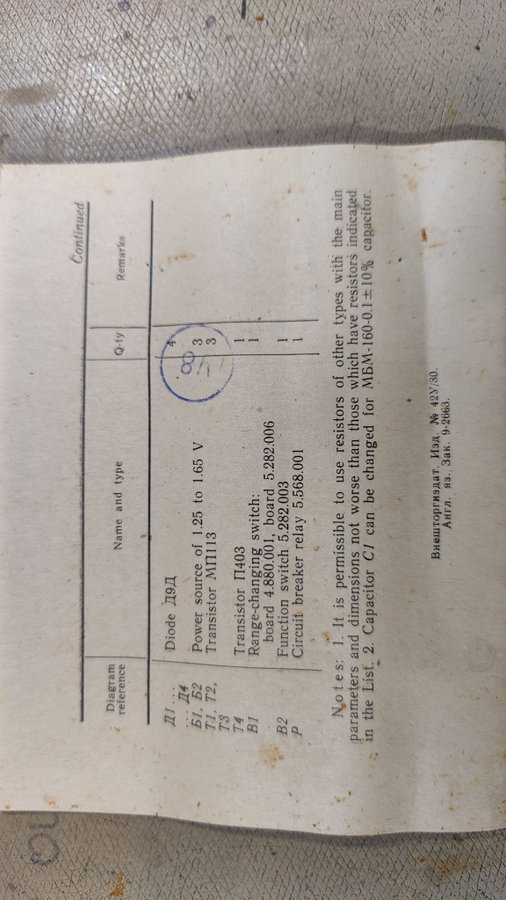 Continued
Diagram reference Name and type Q-ty Remarks
Д1 ...
... Д4 Diode Д9Д 4
Б1, Б2 Power source of 1.25 to 1.65 V 3
Т1, Т2, Transistor МП113 3
Т3
Т4 Transistor П403 1
В1 Range-changing switch: 1
board 4.880.001, board 5.282.006
В2 Function switch 5.282.003 1
Р Circuit breaker relay 5.568.001 1
Notes: 1. It is permissible to use resistors of other types with the main
parameters and dimensions not worse than those which have resistors indicated
in the List. 2. Capacitor C1 can be changed for МБМ-160-0.1±10% capacitor.
Внешторгиздат. Изд. № 42У/80.
Англ. яз. Зак. 9-2663.